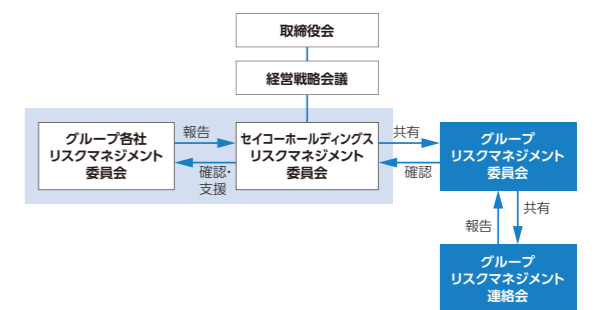 取締役会
経営戦略会議
グループ各社
リスクマネジメント
委員会
報告
確認・
支援
セイコーホールディングス
リスクマネジメント
委員会
共有
確認
グループ
リスクマネジメント
委員会
報告
共有
グループ
リスクマネジメント
連絡会